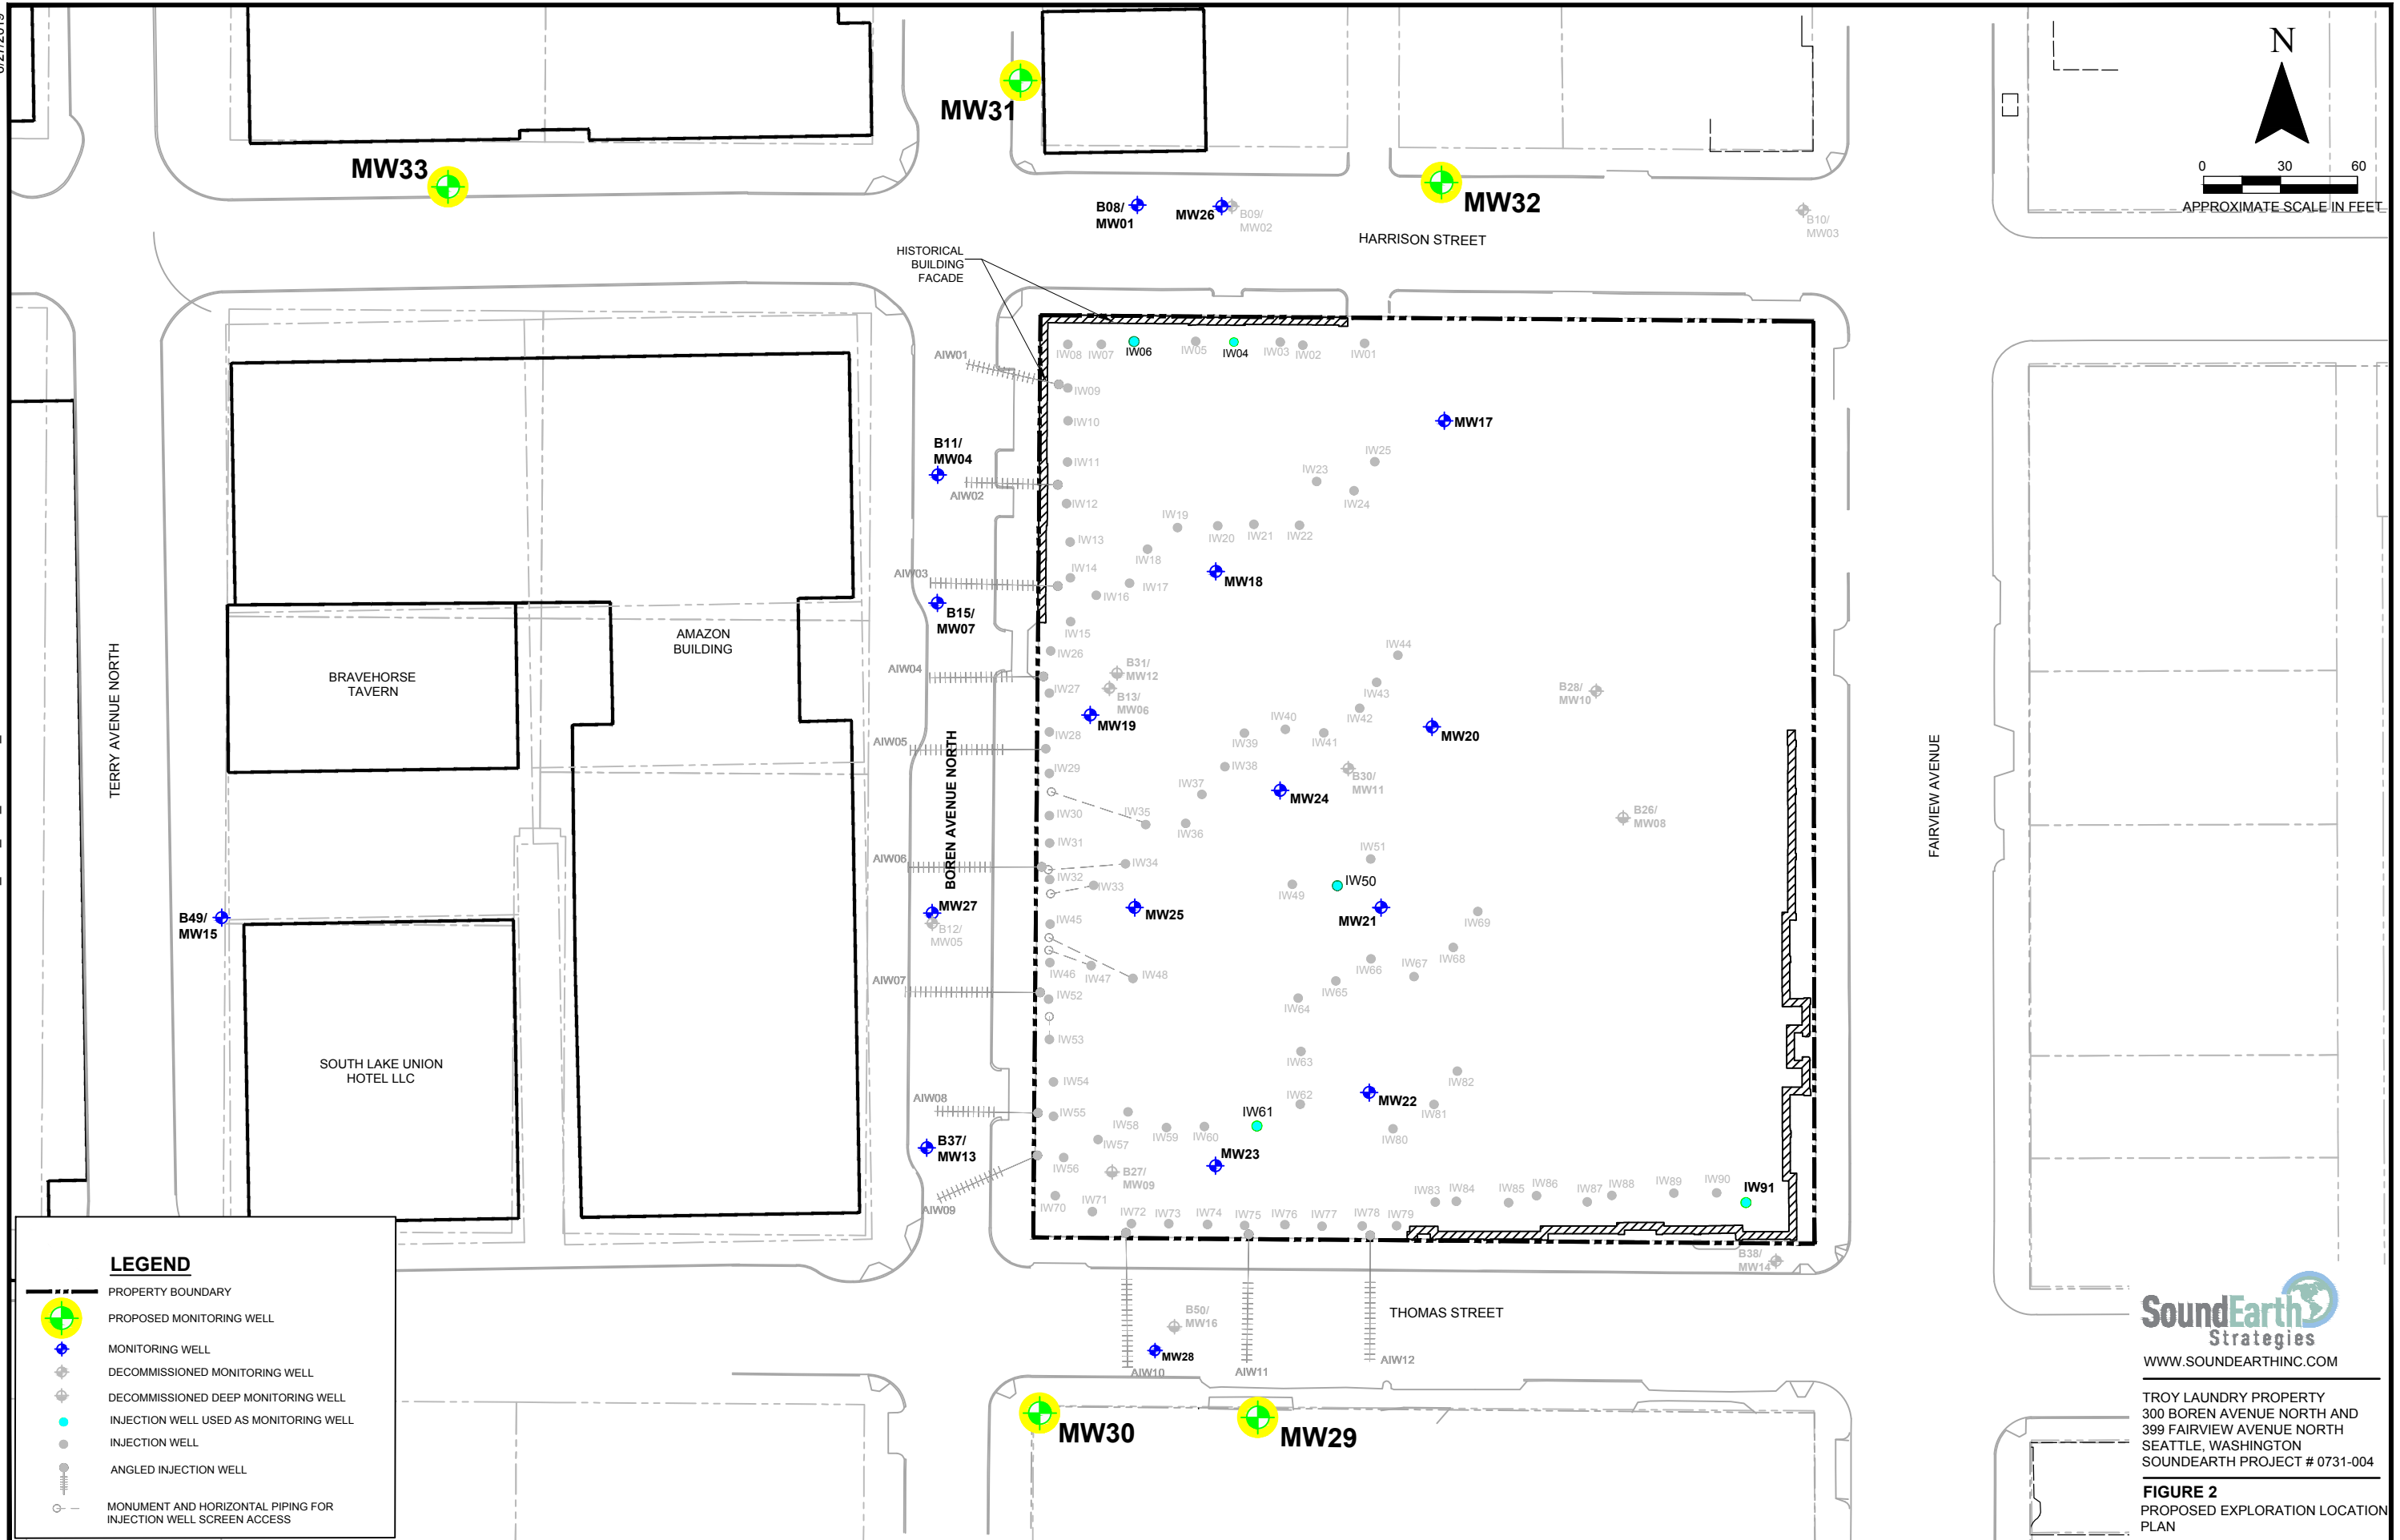 MW31
MW33
MW32
N
0 30 60
APPROXIMATE SCALE IN FEET
B08/
MW01
MW26
B09/
MW02
B10/
MW03
HARRISON STREET
HISTORICAL
BUILDING
FACADE
AIW01
IW08
IW07
IW06
IW05
IW04
IW03
IW02
IW01
IW09
IW10
MW17
B11/
MW04
IW11
IW25
IW23
IW24
AIW02
IW12
IW19
IW20
IW21
IW22
IW13
IW18
AIW03
IW14
IW17
MW18
IW16
B15/
MW07
IW15
AMAZON
BUILDING
BRAVEHORSE
TAVERN
TERRY AVENUE NORTH
IW26
IW44
AIW04
B31/
MW12
IW27
B13/
MW06
IW43
B28/
MW10
MW19
IW42
IW28
IW40
IW39
IW41
MW20
AIW05
BOREN AVENUE NORTH
FAIRVIEW AVENUE
IW29
IW38
B30/
MW11
IW37
MW24
IW30
IW35
IW36
B26/
MW08
IW31
AIW06
IW34
IW51
IW32
IW33
IW49
IW50
B49/
MW15
MW27
B12/
MW05
MW25
MW21
IW69
IW45
IW46
IW47
IW48
IW66
IW67
IW68
AIW07
IW52
IW65
IW64
IW53
SOUTH LAKE UNION
HOTEL LLC
IW63
IW54
IW82
AIW08
IW55
IW62
MW22
IW81
IW58
IW59
IW60
IW61
IW80
B37/
MW13
IW57
IW56
MW23
B27/
MW09
AIW09
IW70
IW71
IW72
IW73
IW74
IW75
IW76
IW77
IW78
IW79
IW83
IW84
IW85
IW86
IW87
IW88
IW89
IW90
IW91
B38/
MW14
THOMAS STREET
B50/
MW16
MW28
AIW10
AIW11
AIW12
MW30
MW29
LEGEND
PROPERTY BOUNDARY
PROPOSED MONITORING WELL
MONITORING WELL
DECOMMISSIONED MONITORING WELL
DECOMMISSIONED DEEP MONITORING WELL
INJECTION WELL USED AS MONITORING WELL
INJECTION WELL
ANGLED INJECTION WELL
MONUMENT AND HORIZONTAL PIPING FOR
INJECTION WELL SCREEN ACCESS
SoundEarth
Strategies
WWW.SOUNDEARTHINC.COM
TROY LAUNDRY PROPERTY
300 BOREN AVENUE NORTH AND
399 FAIRVIEW AVENUE NORTH
SEATTLE, WASHINGTON
SOUNDEARTH PROJECT # 0731-004
FIGURE 2
PROPOSED EXPLORATION LOCATION
PLAN